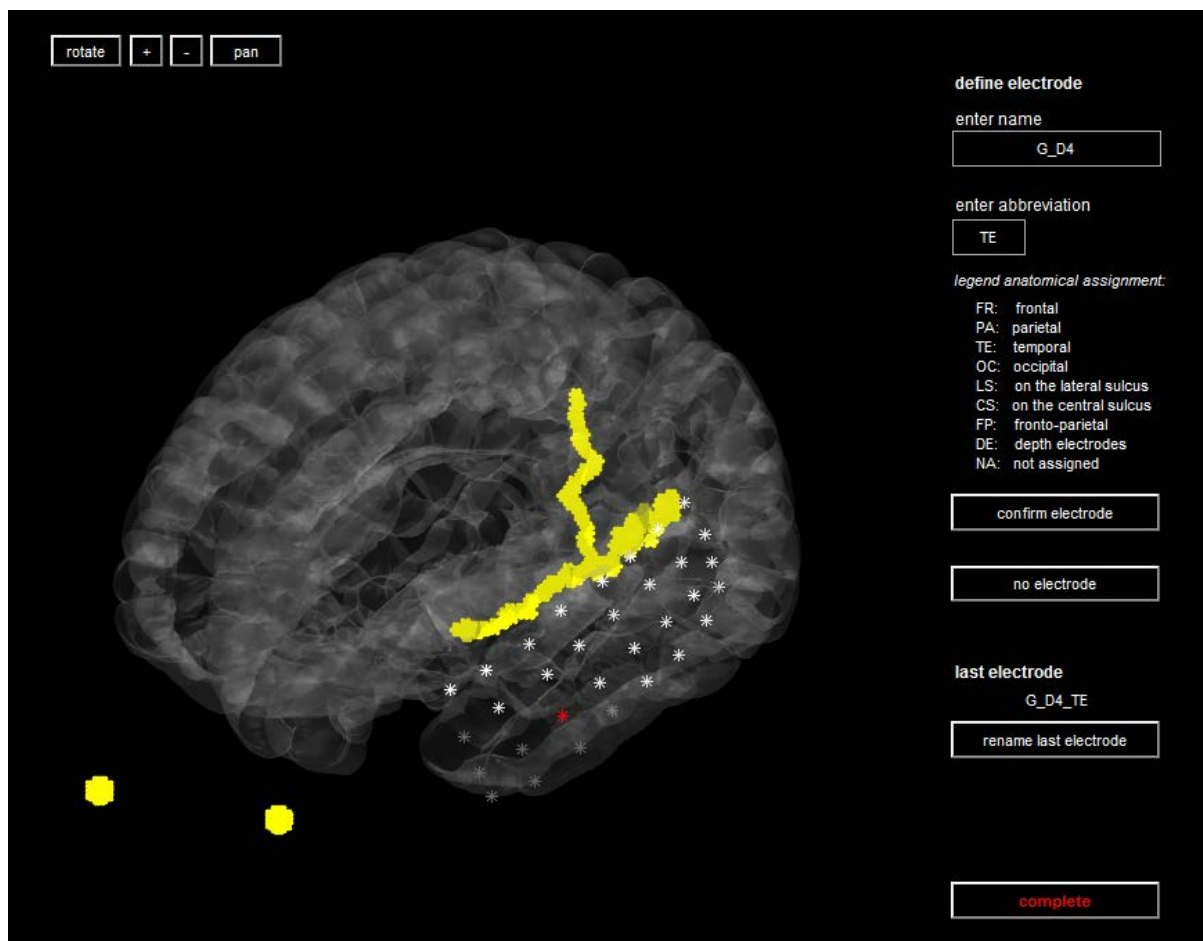 rotate + - pan
define electrode
enter name
G_D4
enter abbreviation
TE
legend anatomical assignment:
FR: frontal
PA: parietal
TE: temporal
OC: occipital
LS: on the lateral sulcus
CS: on the central sulcus
FP: fronto-parietal
DE: depth electrodes
NA: not assigned
confirm electrode
no electrode
last electrode
G_D4_TE
rename last electrode
complete